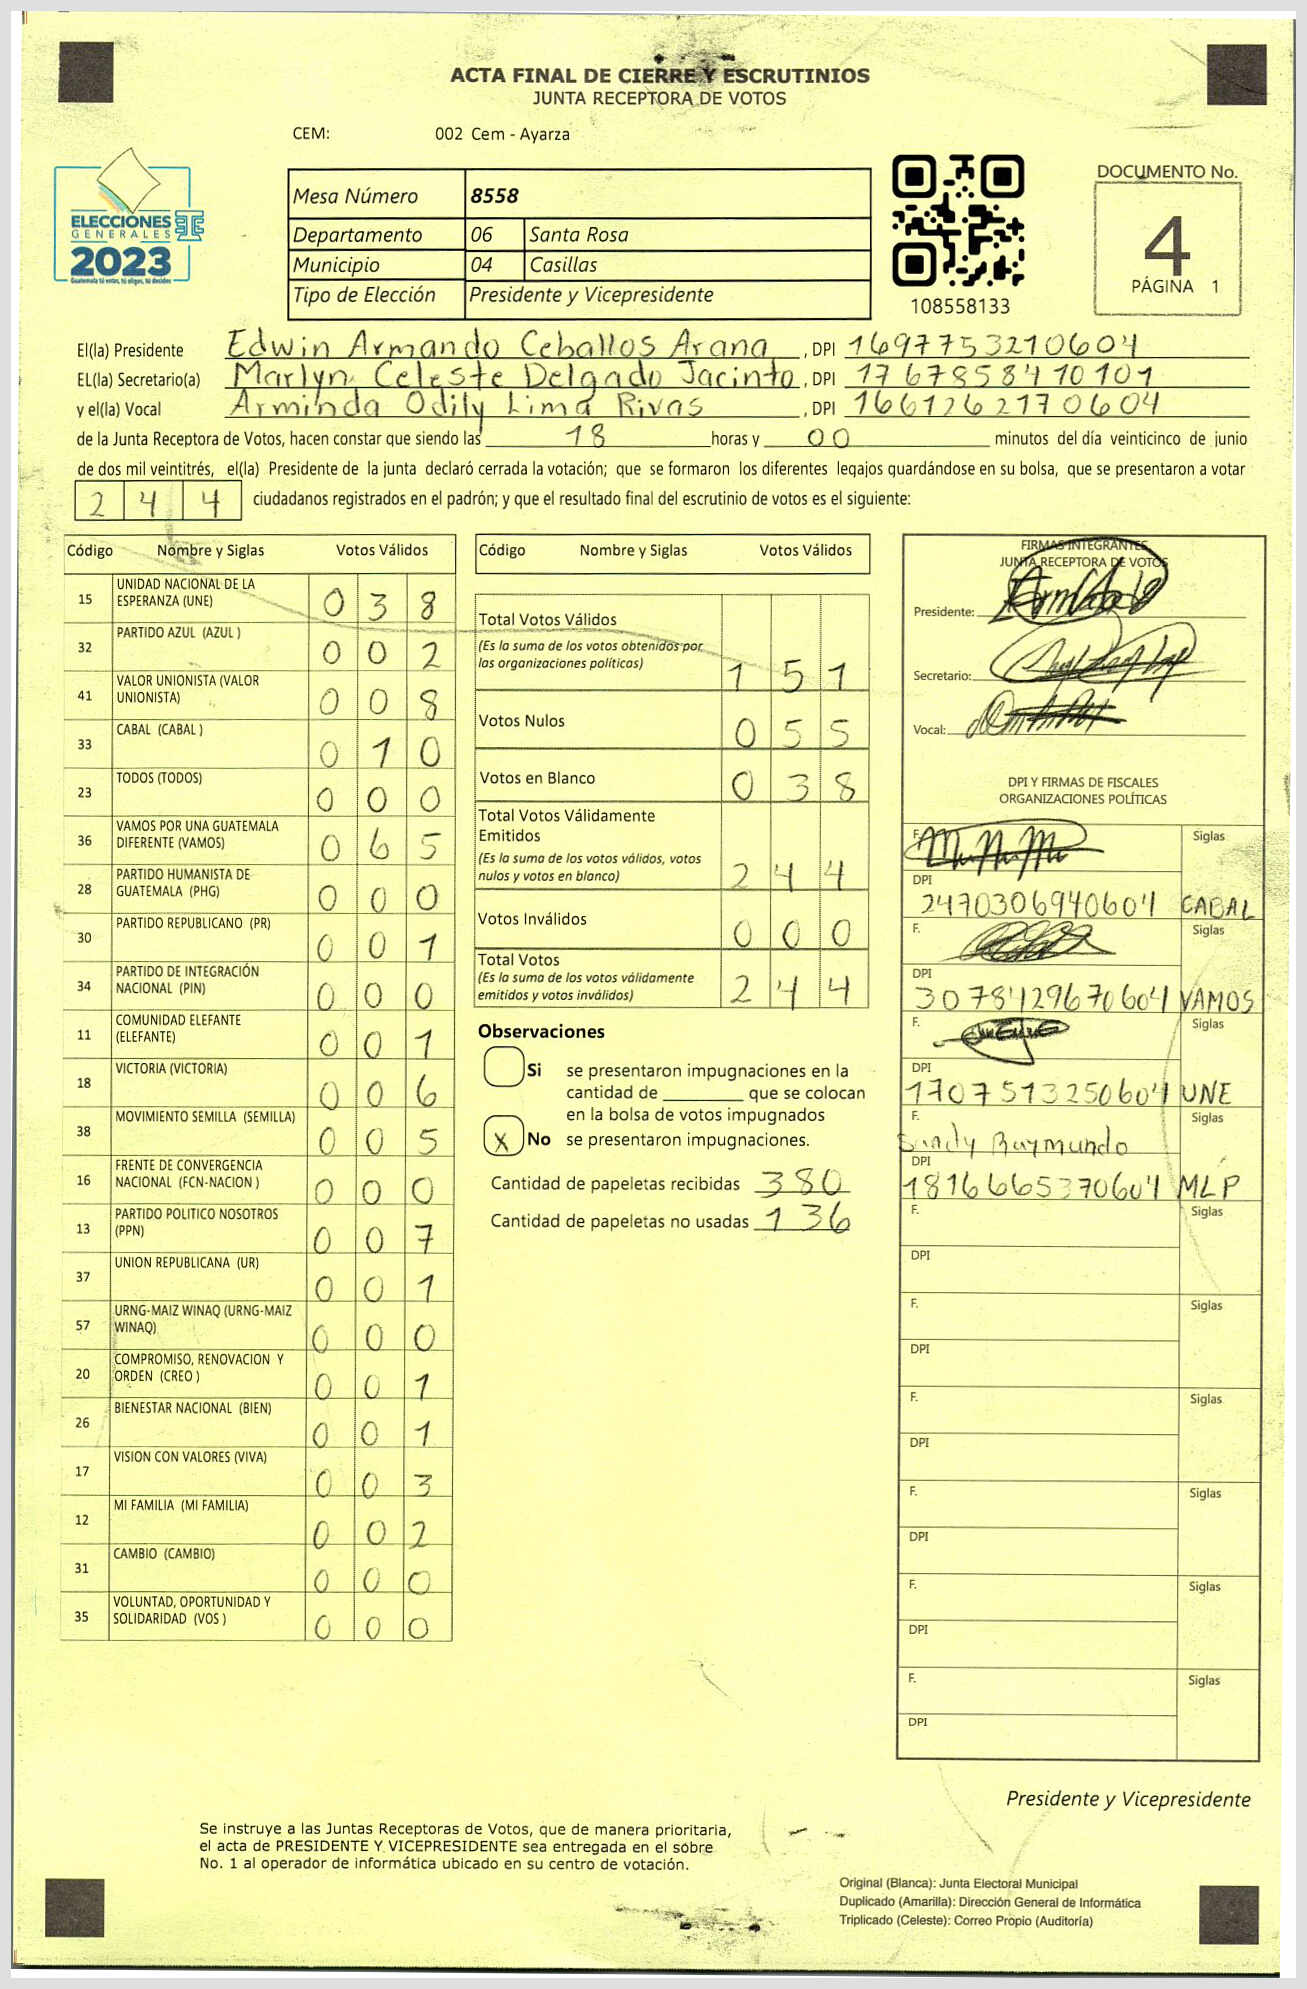 ACTA FINAL DE CIERRE Y ESCRUTINIOS
JUNTA RECEPTORA DE VOTOS
CEM: 002 Cem - Ayarza
ELECCIONES
GENERALES
2023
Guatemala tú entras, tú eliges, tú decides
Mesa Número 8558
Departamento 06 Santa Rosa
Municipio 04 Casillas
Tipo de Elección Presidente y Vicepresidente
108558133
DOCUMENTO No.
4
PÁGINA 1
El(la) Presidente Edwin Armando Ceballos Arana, DPI 1697753210604
EL(la) Secretario(a) Marlyn Celeste Delgado Jacinto, DPI 1767858410101
y el(la) Vocal Arminda Odily Lima Rivas, DPI 1661262170604
de la Junta Receptora de Votos, hacen constar que siendo las 18 horas y 00 minutos del día veinticinco de junio
de dos mil veintitrés, el(la) Presidente de la junta declaró cerrada la votación; que se formaron los diferentes legajos guardándose en su bolsa, que se presentaron a votar
2 4 4 ciudadanos registrados en el padrón; y que el resultado final del escrutinio de votos es el siguiente:
Código Nombre y Siglas Votos Válidos
15 UNIDAD NACIONAL DE LA ESPERANZA (UNE) 0 3 8
32 PARTIDO AZUL (AZUL ) 0 0 2
41 VALOR UNIONISTA (VALOR UNIONISTA) 0 0 8
33 CABAL (CABAL ) 0 1 0
23 TODOS (TODOS) 0 0 0
36 VAMOS POR UNA GUATEMALA DIFERENTE (VAMOS) 0 6 5
28 PARTIDO HUMANISTA DE GUATEMALA (PHG) 0 0 0
30 PARTIDO REPUBLICANO (PR) 0 0 1
34 PARTIDO DE INTEGRACIÓN NACIONAL (PIN) 0 0 0
11 COMUNIDAD ELEFANTE (ELEFANTE) 0 0 1
18 VICTORIA (VICTORIA) 0 0 6
38 MOVIMIENTO SEMILLA (SEMILLA) 0 0 5
16 FRENTE DE CONVERGENCIA NACIONAL (FCN-NACION ) 0 0 0
13 PARTIDO POLITICO NOSOTROS (PPN) 0 0 7
37 UNION REPUBLICANA (UR) 0 0 1
57 URNG-MAIZ WINAQ (URNG-MAIZ WINAQ) 0 0 0
20 COMPROMISO, RENOVACION Y ORDEN (CREO ) 0 0 1
26 BIENESTAR NACIONAL (BIEN) 0 0 1
17 VISION CON VALORES (VIVA) 0 0 3
12 MI FAMILIA (MI FAMILIA) 0 0 2
31 CAMBIO (CAMBIO) 0 0 0
35 VOLUNTAD, OPORTUNIDAD Y SOLIDARIDAD (VOS ) 0 0 0
Código Nombre y Siglas Votos Válidos
Total Votos Válidos
(Es la suma de los votos obtenidos por
las organizaciones políticas) 1 5 1
Votos Nulos 0 5 5
Votos en Blanco 0 3 8
Total Votos Válidamente
Emitidos
(Es la suma de los votos válidos, votos
nulos y votos en blanco) 2 4 4
Votos Inválidos 0 0 0
Total Votos
(Es la suma de los votos válidamente
emitidos y votos inválidos) 2 4 4
Observaciones
Si se presentaron impugnaciones en la
cantidad de ________ que se colocan
en la bolsa de votos impugnados
X No se presentaron impugnaciones.
Cantidad de papeletas recibidas 380
Cantidad de papeletas no usadas 136
FIRMAS INTEGRANTES
JUNTA RECEPTORA DE VOTOS
Presidente:
Secretario:
Vocal:
DPI Y FIRMAS DE FISCALES
ORGANIZACIONES POLÍTICAS
F. Siglas
DPI
2470306940604 CABAL
F. Siglas
DPI
3078429670604 VAMOS
F. Siglas
DPI
1707513250604 UNE
F. Siglas
Sandy Raymundo
DPI
1816665370604 MLP
F. Siglas
DPI
F. Siglas
DPI
F. Siglas
DPI
F. Siglas
DPI
F. Siglas
DPI
F. Siglas
DPI
Presidente y Vicepresidente
Se instruye a las Juntas Receptoras de Votos, que de manera prioritaria,
el acta de PRESIDENTE Y VICEPRESIDENTE sea entregada en el sobre
No. 1 al operador de informática ubicado en su centro de votación.
Original (Blanca): Junta Electoral Municipal
Duplicado (Amarilla): Dirección General de Informática
Triplicado (Celeste): Correo Propio (Auditoría)